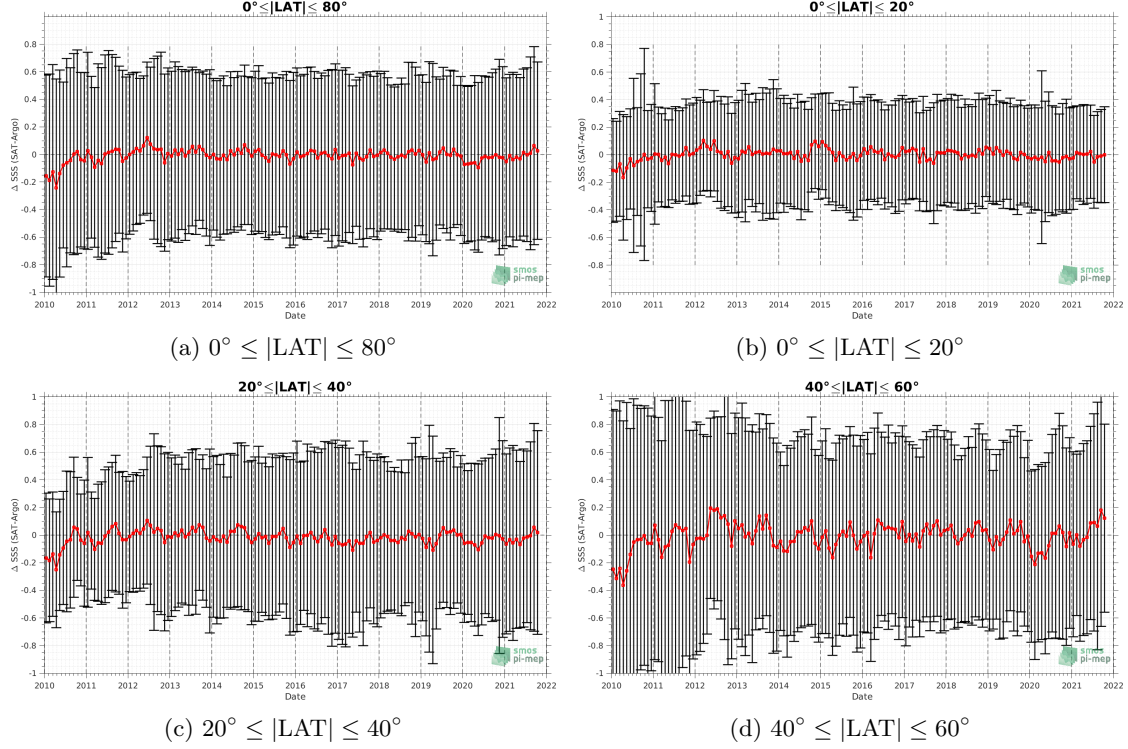 0°≤|LAT|≤ 80°
Δ SSS (SAT-Argo)
1
0.8
0.6
0.4
0.2
0
-0.2
-0.4
-0.6
-0.8
-1
2010 2011 2012 2013 2014 2015 2016 2017 2018 2019 2020 2021 2022
Date
smos
pi-mep
(a) 0° ≤ |LAT| ≤ 80°
0°≤|LAT|≤ 20°
Δ SSS (SAT-Argo)
1
0.8
0.6
0.4
0.2
0
-0.2
-0.4
-0.6
-0.8
-1
2010 2011 2012 2013 2014 2015 2016 2017 2018 2019 2020 2021 2022
Date
smos
pi-mep
(b) 0° ≤ |LAT| ≤ 20°
20°≤|LAT|≤ 40°
Δ SSS (SAT-Argo)
1
0.8
0.6
0.4
0.2
0
-0.2
-0.4
-0.6
-0.8
-1
2010 2011 2012 2013 2014 2015 2016 2017 2018 2019 2020 2021 2022
Date
smos
pi-mep
(c) 20° ≤ |LAT| ≤ 40°
40°≤|LAT|≤ 60°
Δ SSS (SAT-Argo)
1
0.8
0.6
0.4
0.2
0
-0.2
-0.4
-0.6
-0.8
-1
2010 2011 2012 2013 2014 2015 2016 2017 2018 2019 2020 2021 2022
Date
smos
pi-mep
(d) 40° ≤ |LAT| ≤ 60°